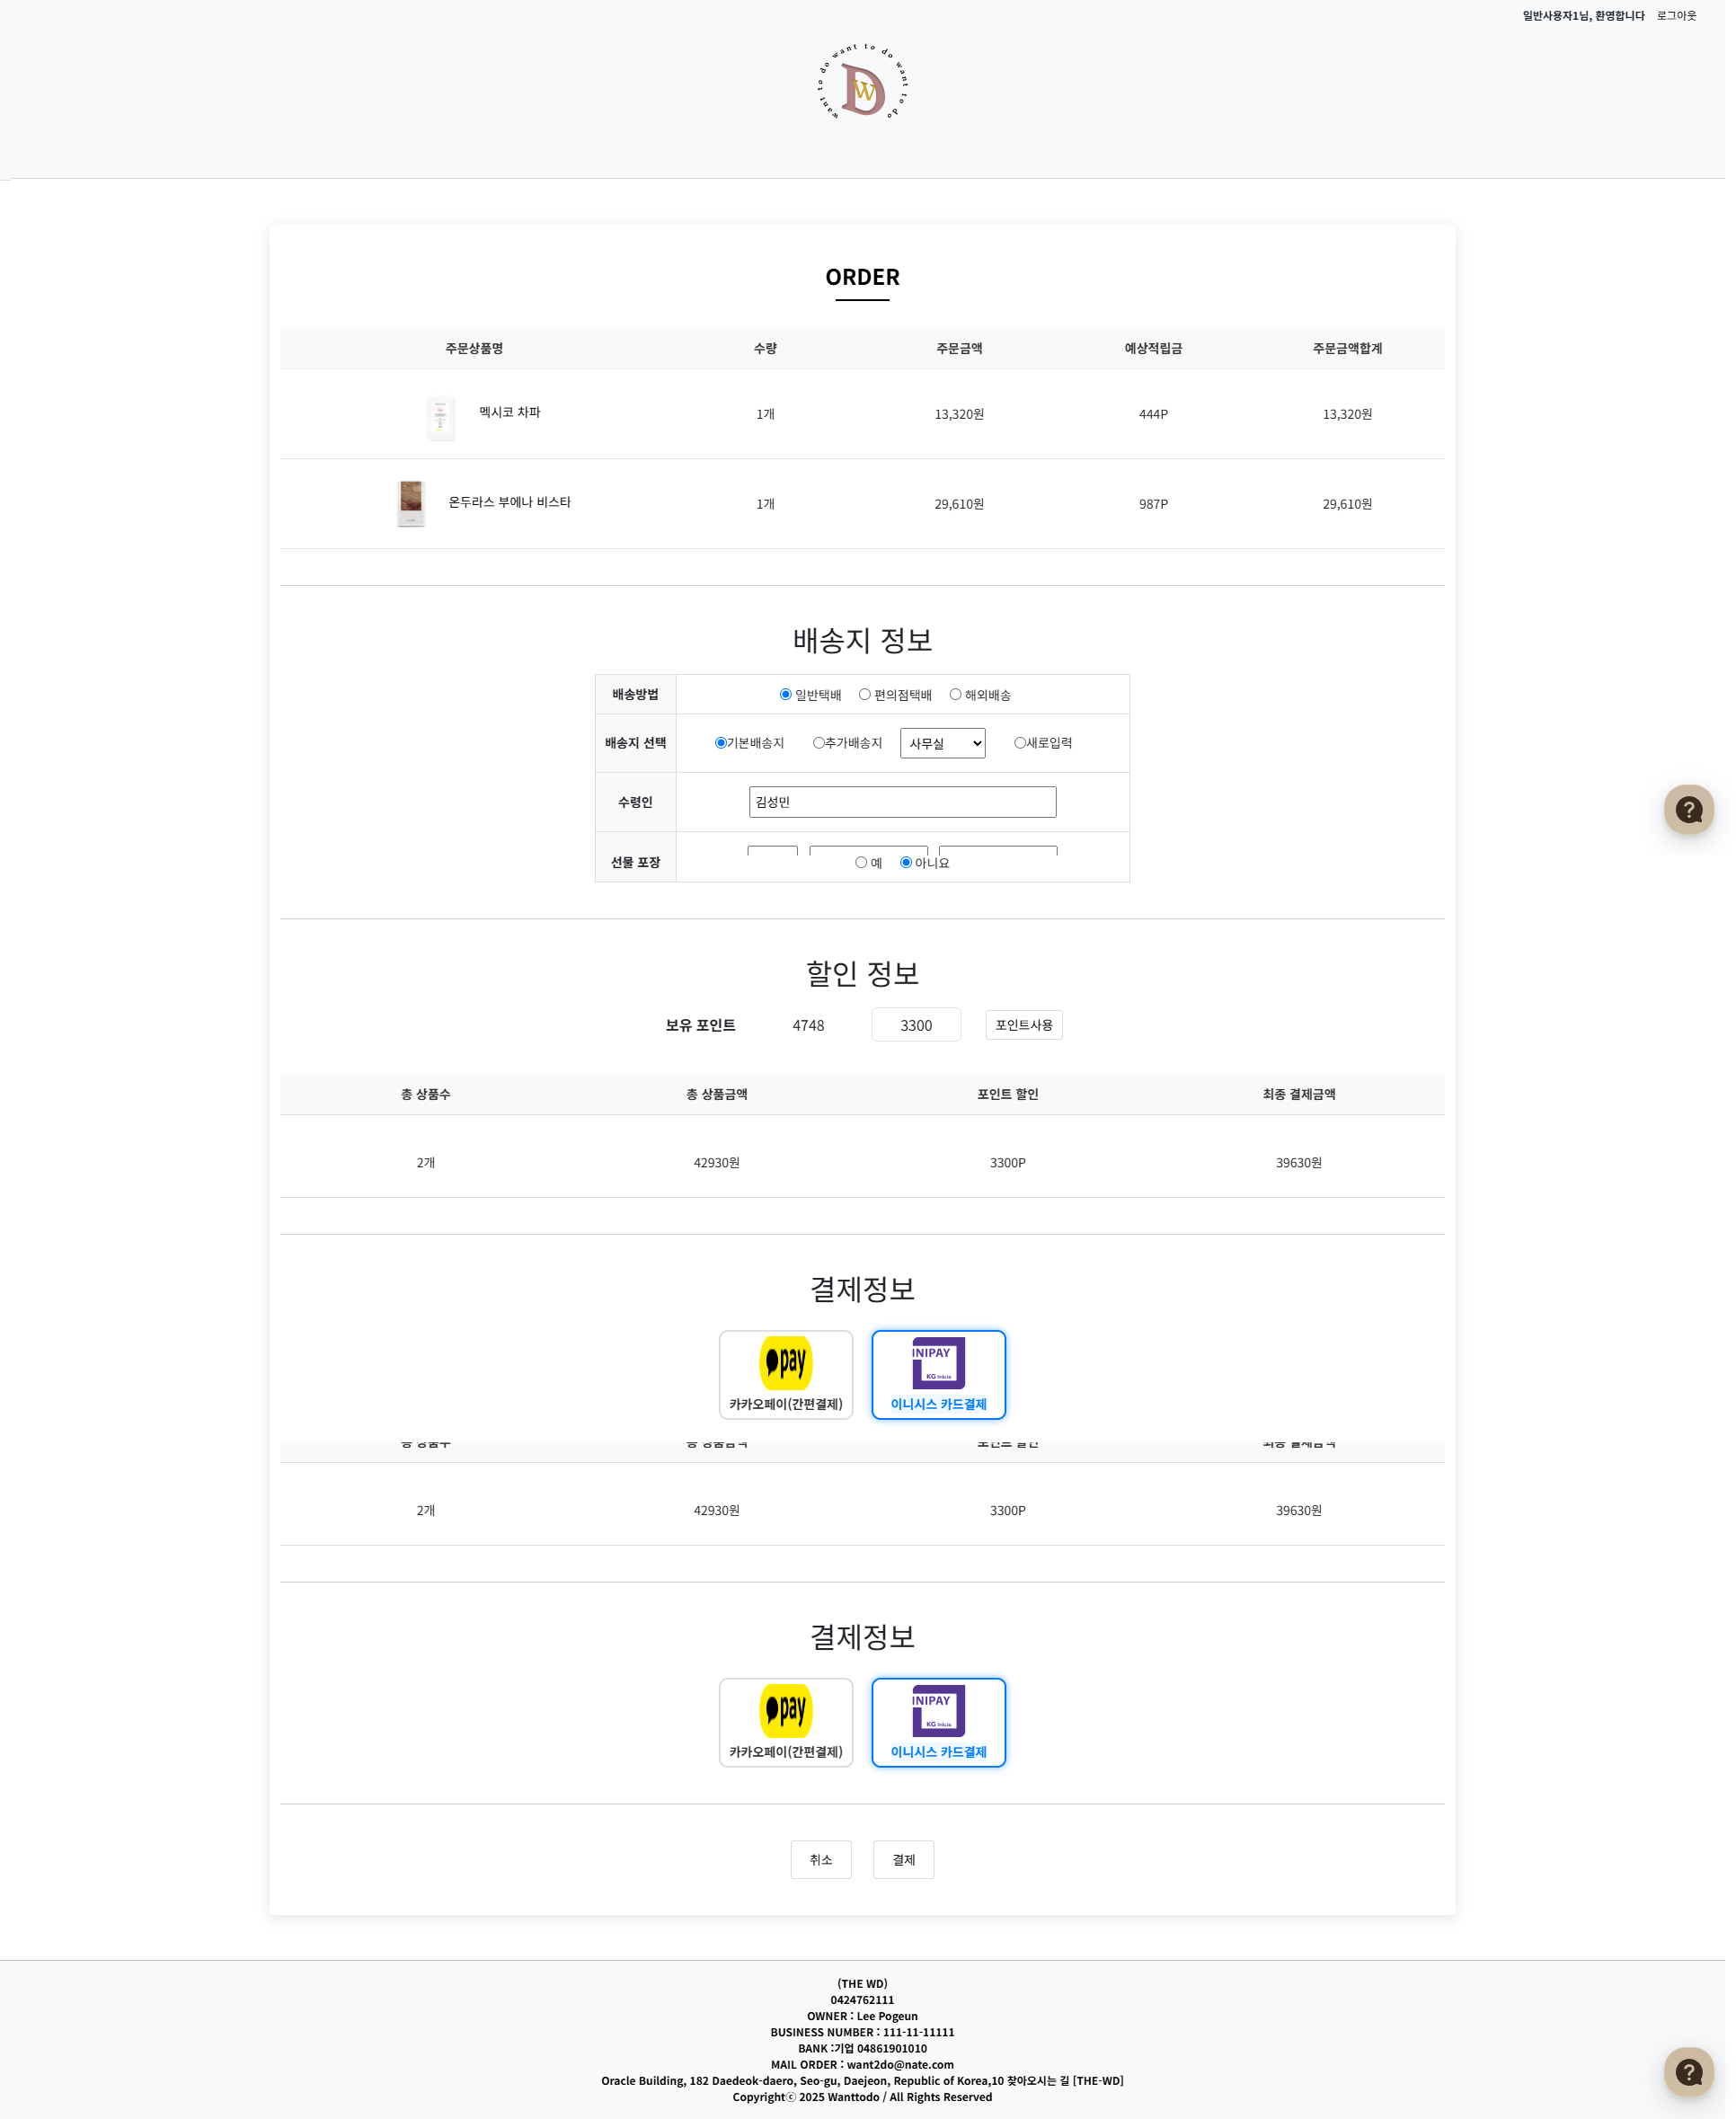 일반사용자1님, 환영합니다 로그아웃
want to do want to do want to do
D W
ORDER
주문상품명 수량 주문금액 예상적립금 주문금액합계
멕시코 차파 1개 13,320원 444P 13,320원
온두라스 부에나 비스타 1개 29,610원 987P 29,610원
배송지 정보
배송방법 일반택배 편의점택배 해외배송
배송지 선택 기본배송지 추가배송지 사무실 새로입력
수령인 김성민
선물 포장 예 아니요
할인 정보
보유 포인트 4748 3300 포인트사용
총 상품수 총 상품금액 포인트 할인 최종 결제금액
2개 42930원 3300P 39630원
결제정보
pay INIPAY
KG Inicis
카카오페이(간편결제) 이니시스 카드결제
총 상품수 총 상품금액 포인트 할인 최종 결제금액
2개 42930원 3300P 39630원
결제정보
pay INIPAY
KG Inicis
카카오페이(간편결제) 이니시스 카드결제
취소 결제
(THE WD)
0424762111
OWNER : Lee Pogeun
BUSINESS NUMBER : 111-11-11111
BANK :기업 04861901010
MAIL ORDER : want2do@nate.com
Oracle Building, 182 Daedeok-daero, Seo-gu, Daejeon, Republic of Korea,10 찾아오시는 길 [THE-WD]
Copyrightⓒ 2025 Wanttodo / All Rights Reserved